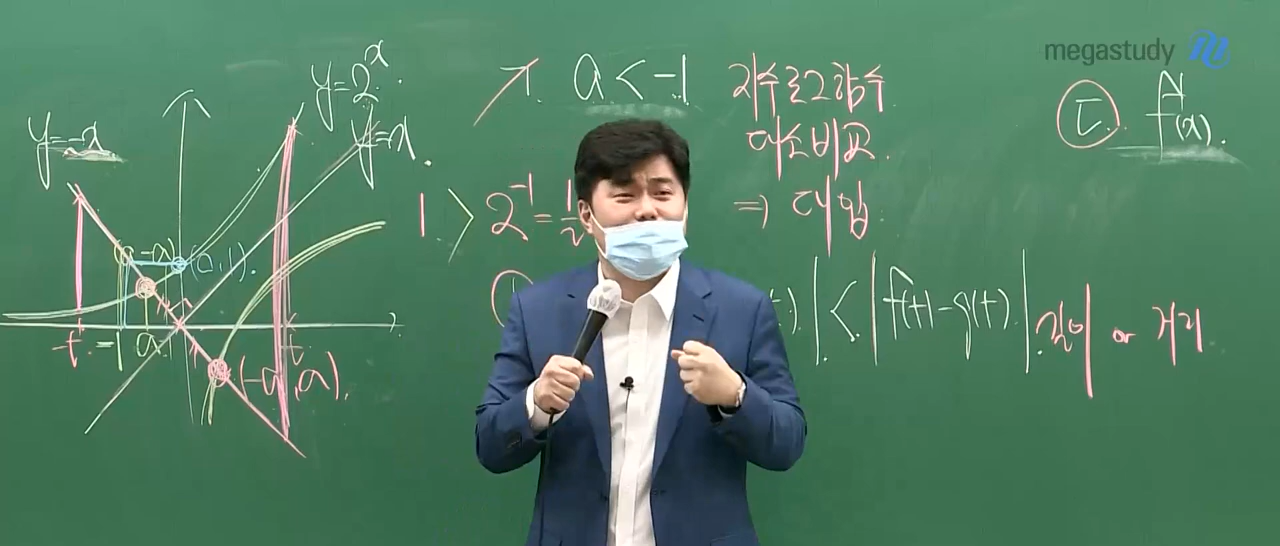 megastudy
y=2^x.
y=x.
y=-x
(a,-a)
(0,1).
(-a,a).
-t
-1
a
t
ㄱ. a<-1
지수로그함수
대소비교.
⇒ 대입
1 > 2^-1 = 1/2
t)| < |f(t)-g(t)|
길이 or 거리
ㄷ. f(x).